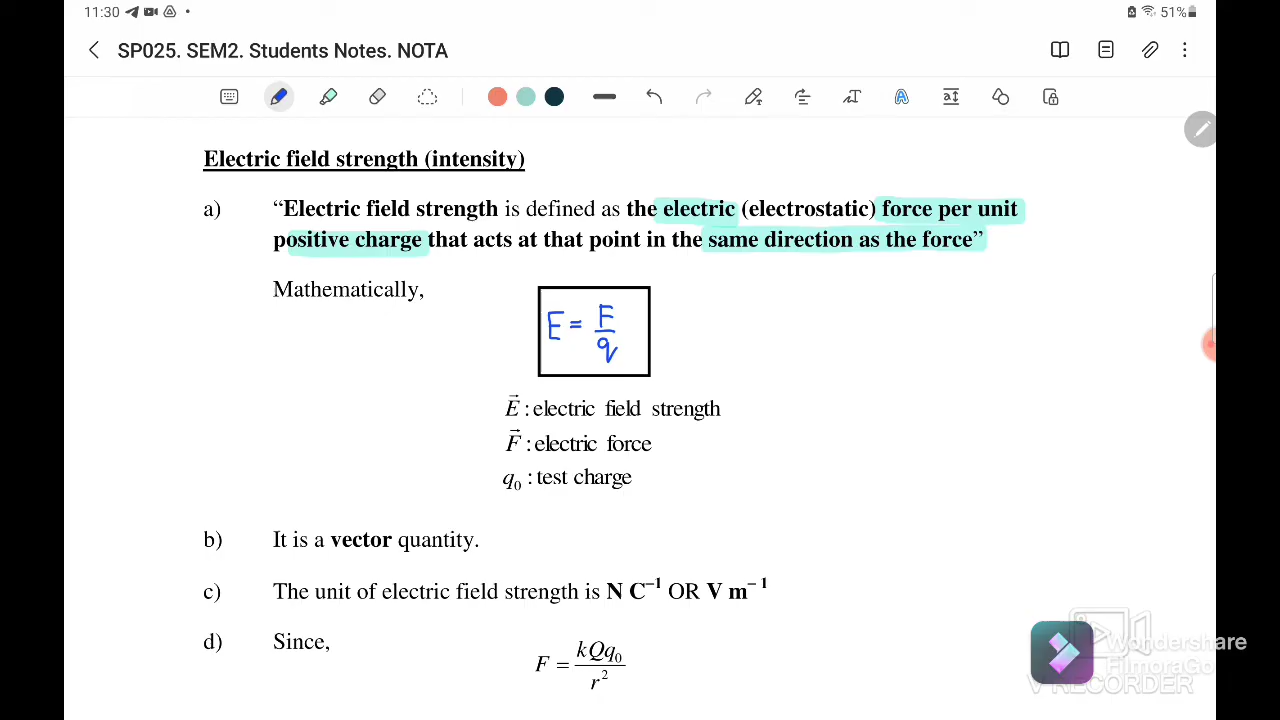 11:30 51%
SP025. SEM2. Students Notes. NOTA
Electric field strength (intensity)
a) “Electric field strength is defined as the electric (electrostatic) force per unit
positive charge that acts at that point in the same direction as the force”
Mathematically,
E = F/q
E⃗ : electric field strength
F⃗ : electric force
q₀ : test charge
b) It is a vector quantity.
c) The unit of electric field strength is N C⁻¹ OR V m⁻¹
d) Since,
F = kQq₀/r²
Wondershare
FilmoraGo
V RECORDER